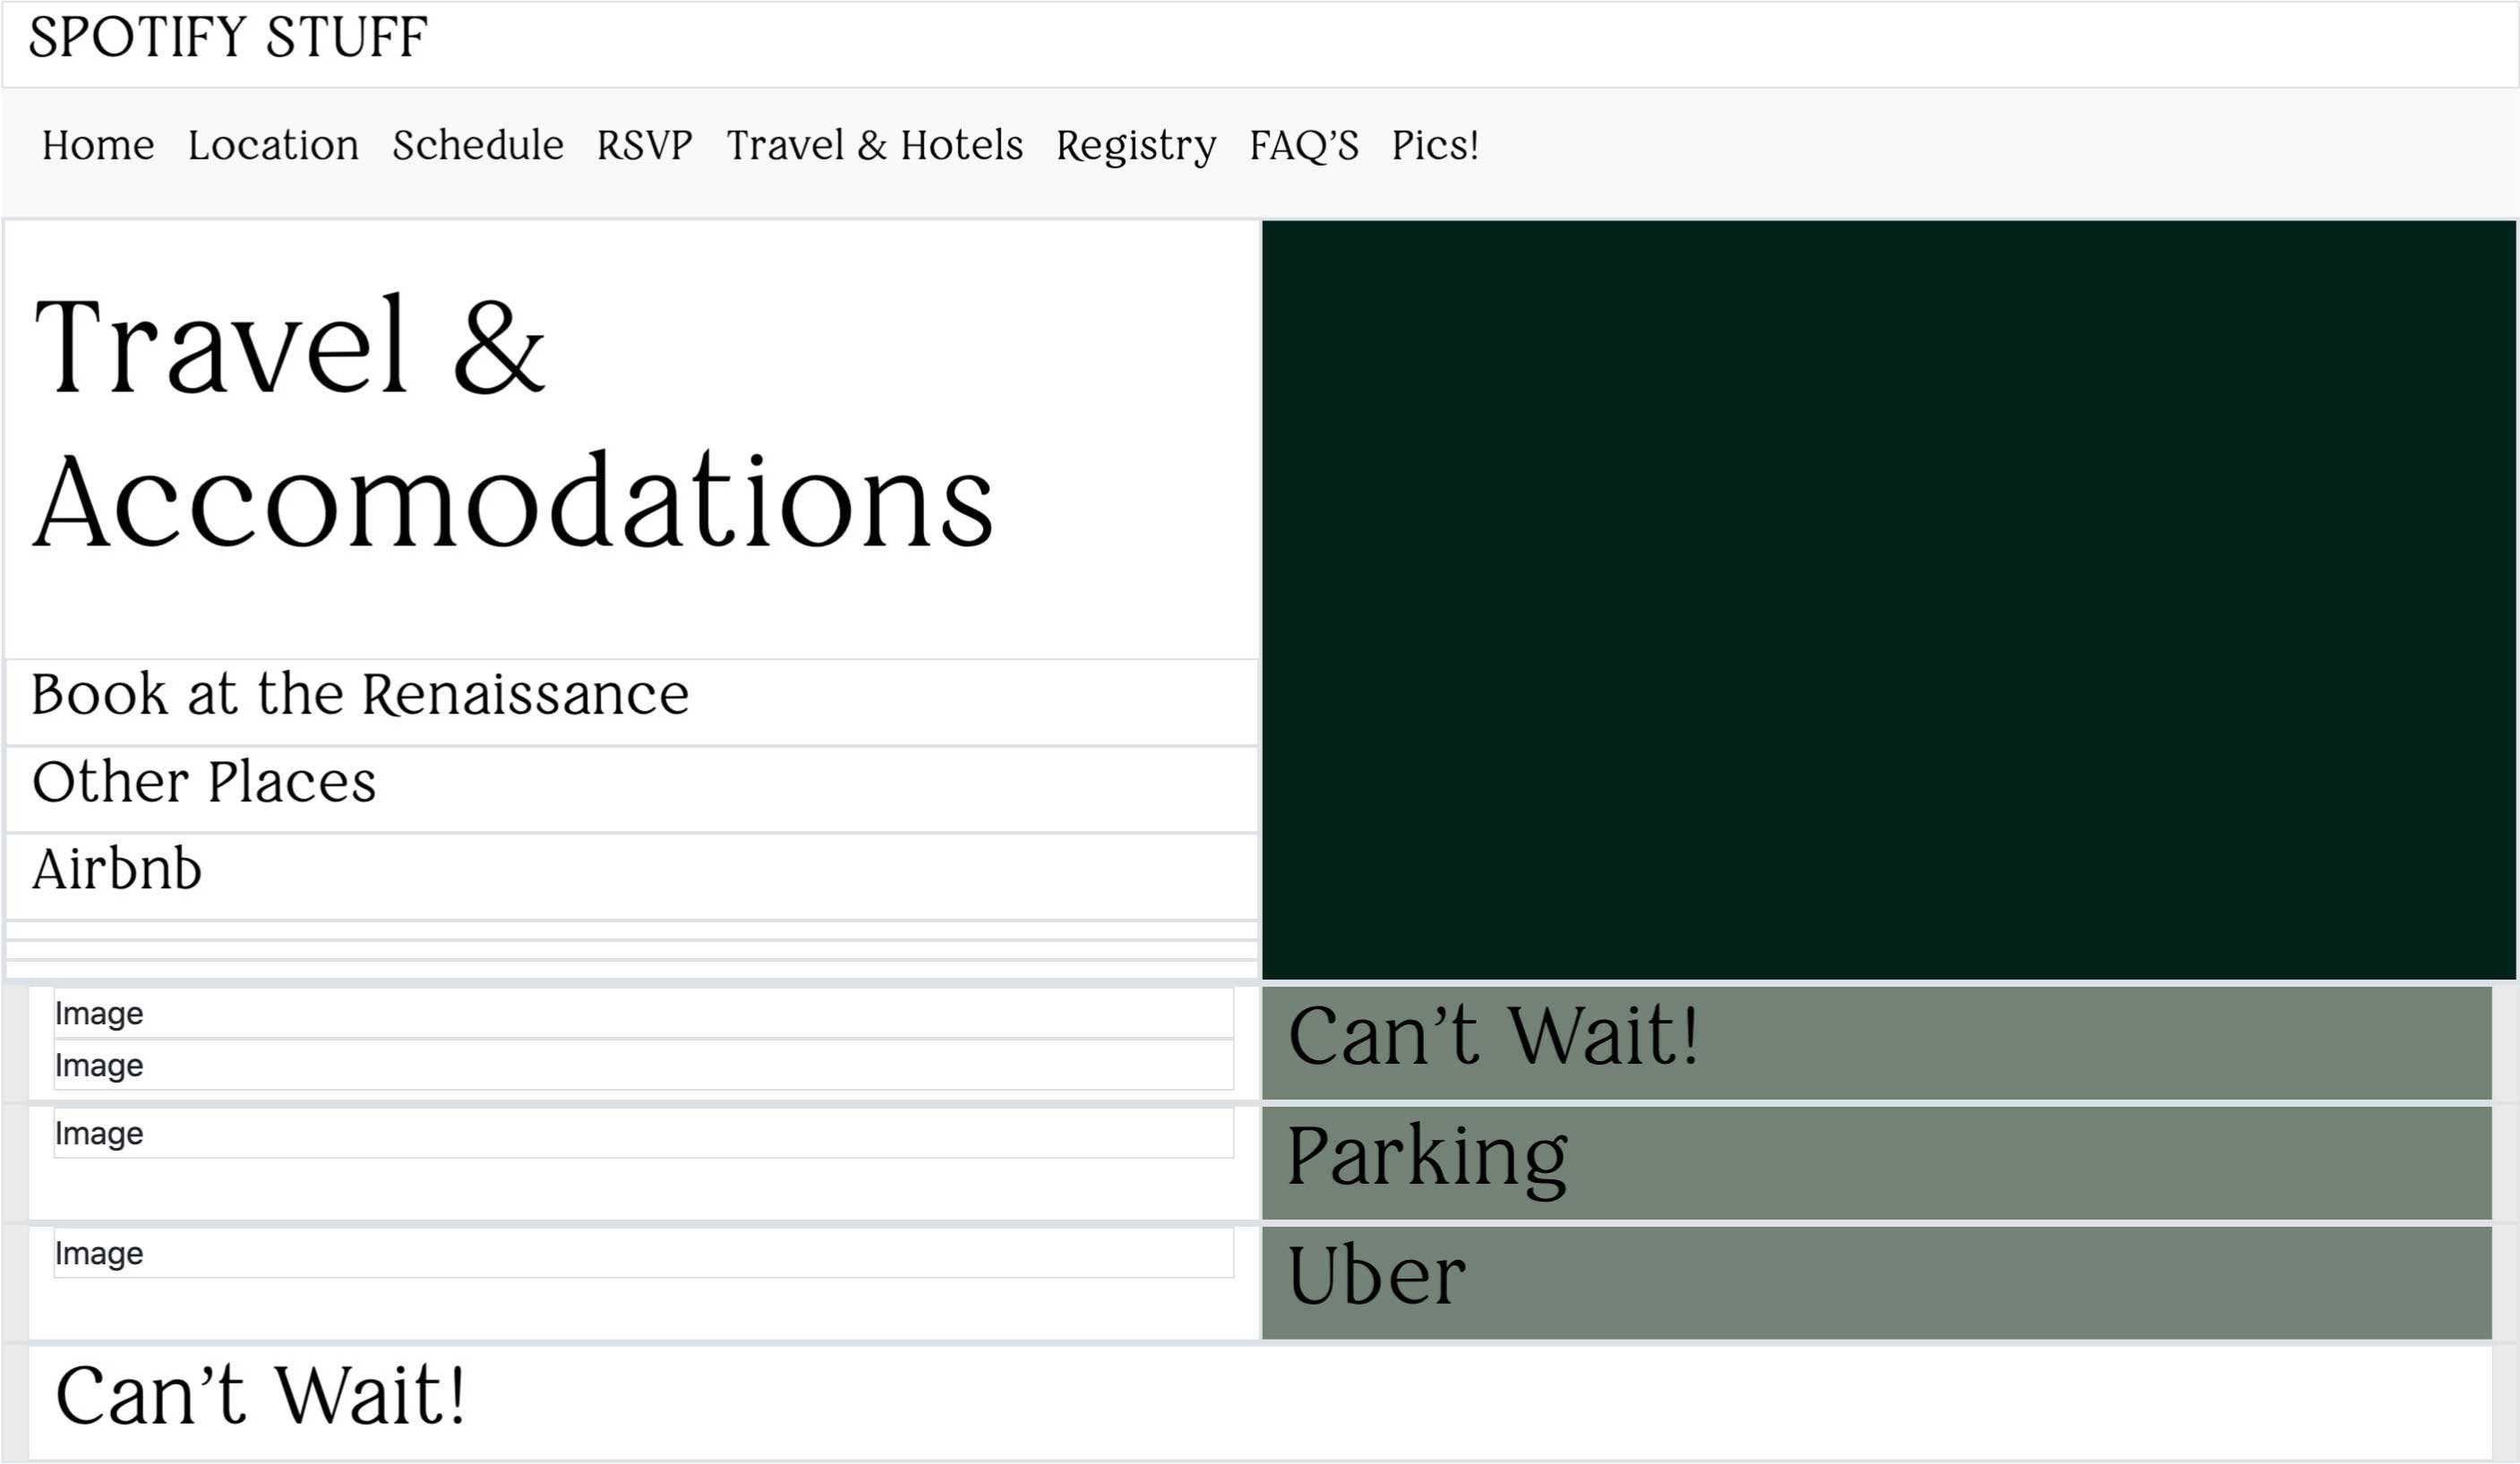 SPOTIFY STUFF
Home Location Schedule RSVP Travel & Hotels Registry FAQ’S Pics!
Travel &
Accomodations
Book at the Renaissance
Other Places
Airbnb
Image
Can’t Wait!
Image
Image
Parking
Image
Uber
Can’t Wait!